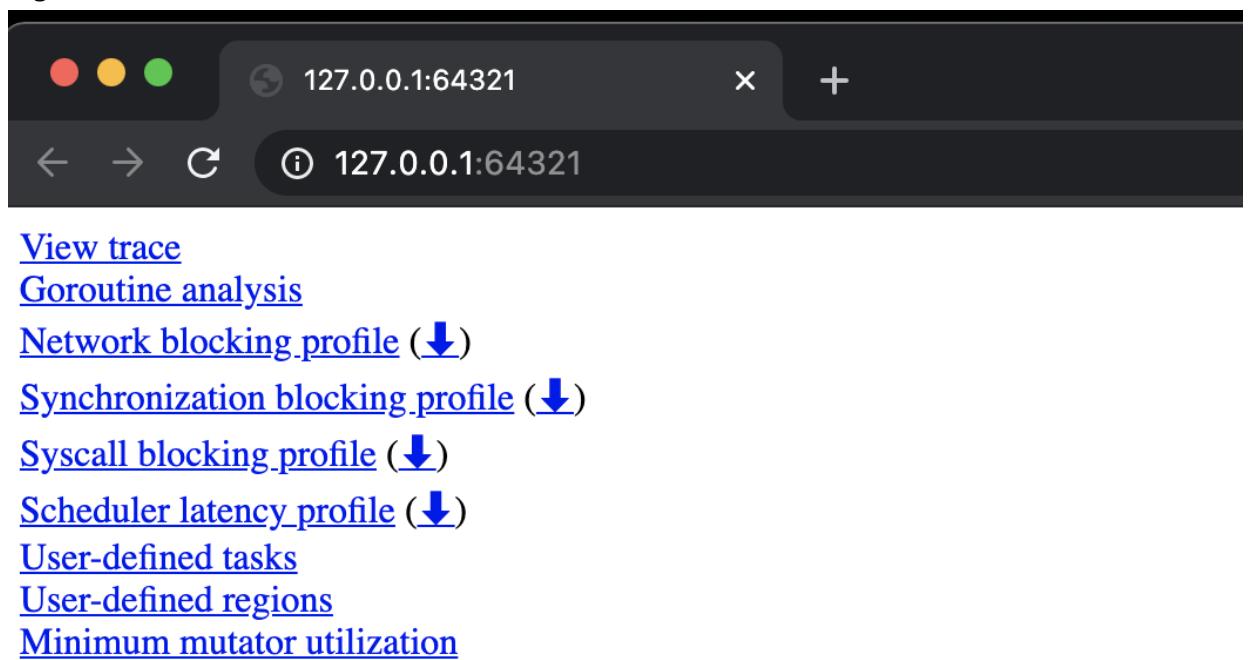 127.0.0.1:64321
127.0.0.1:64321
View trace
Goroutine analysis
Network blocking profile (⬇)
Synchronization blocking profile (⬇)
Syscall blocking profile (⬇)
Scheduler latency profile (⬇)
User-defined tasks
User-defined regions
Minimum mutator utilization